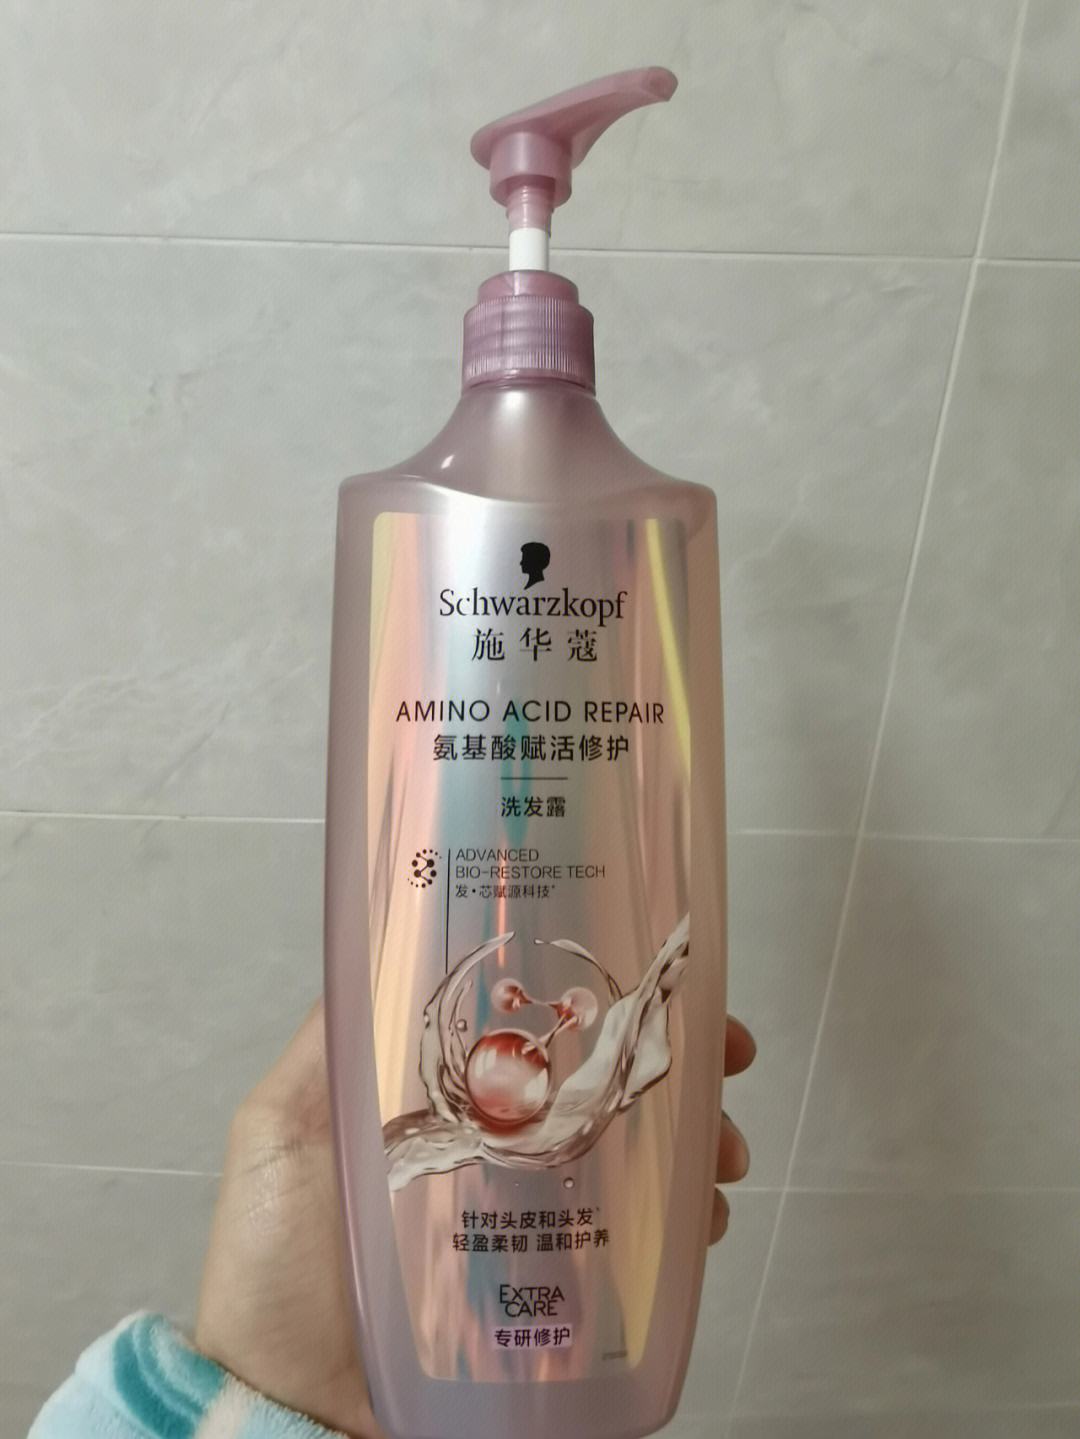 Schwarzkopf
施华蔻
AMINO ACID REPAIR
氨基酸赋活修护
洗发露
ADVANCED
BIO-RESTORE TECH
发·芯赋源科技*
针对头皮和头发
轻盈柔韧 温和护养
EXTRA
CARE
专研修护